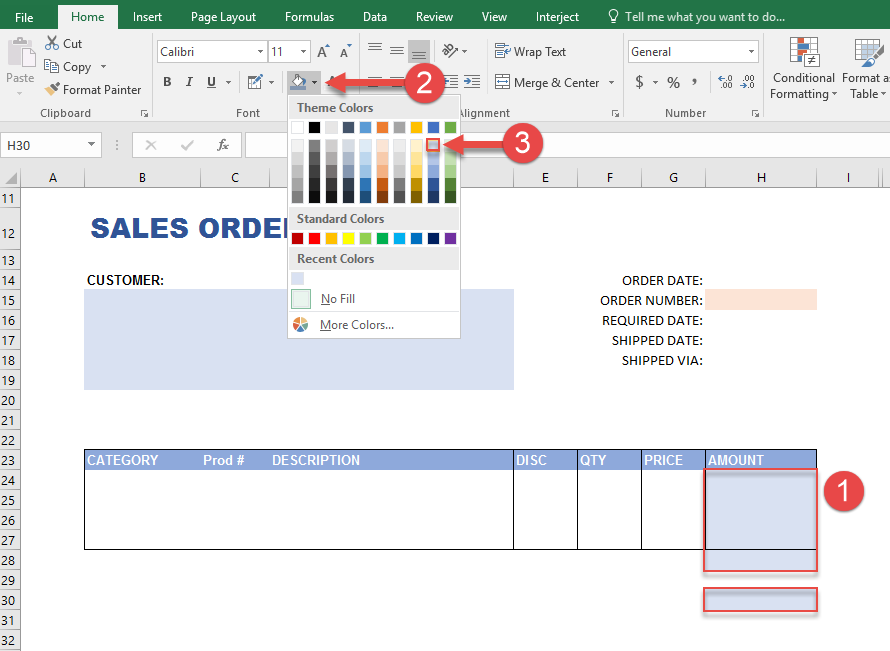 File Home Insert Page Layout Formulas Data Review View Interject Tell me what you want to do...
Cut
Copy
Format Painter
Paste
Clipboard
Calibri 11 A A
B I U
Font
Wrap Text
Merge & Center
Alignment
General
$ % ,
Number
Conditional Formatting
Format as Table
2
Theme Colors
3
Standard Colors
Recent Colors
No Fill
More Colors...
H30 fx
A B C E F G H I
11
12 SALES ORDE
13
14 CUSTOMER: ORDER DATE:
15 ORDER NUMBER:
16 REQUIRED DATE:
17 SHIPPED DATE:
18 SHIPPED VIA:
19
20
21
22
23 CATEGORY Prod # DESCRIPTION DISC QTY PRICE AMOUNT
24
1
25
26
27
28
29
30
31
32